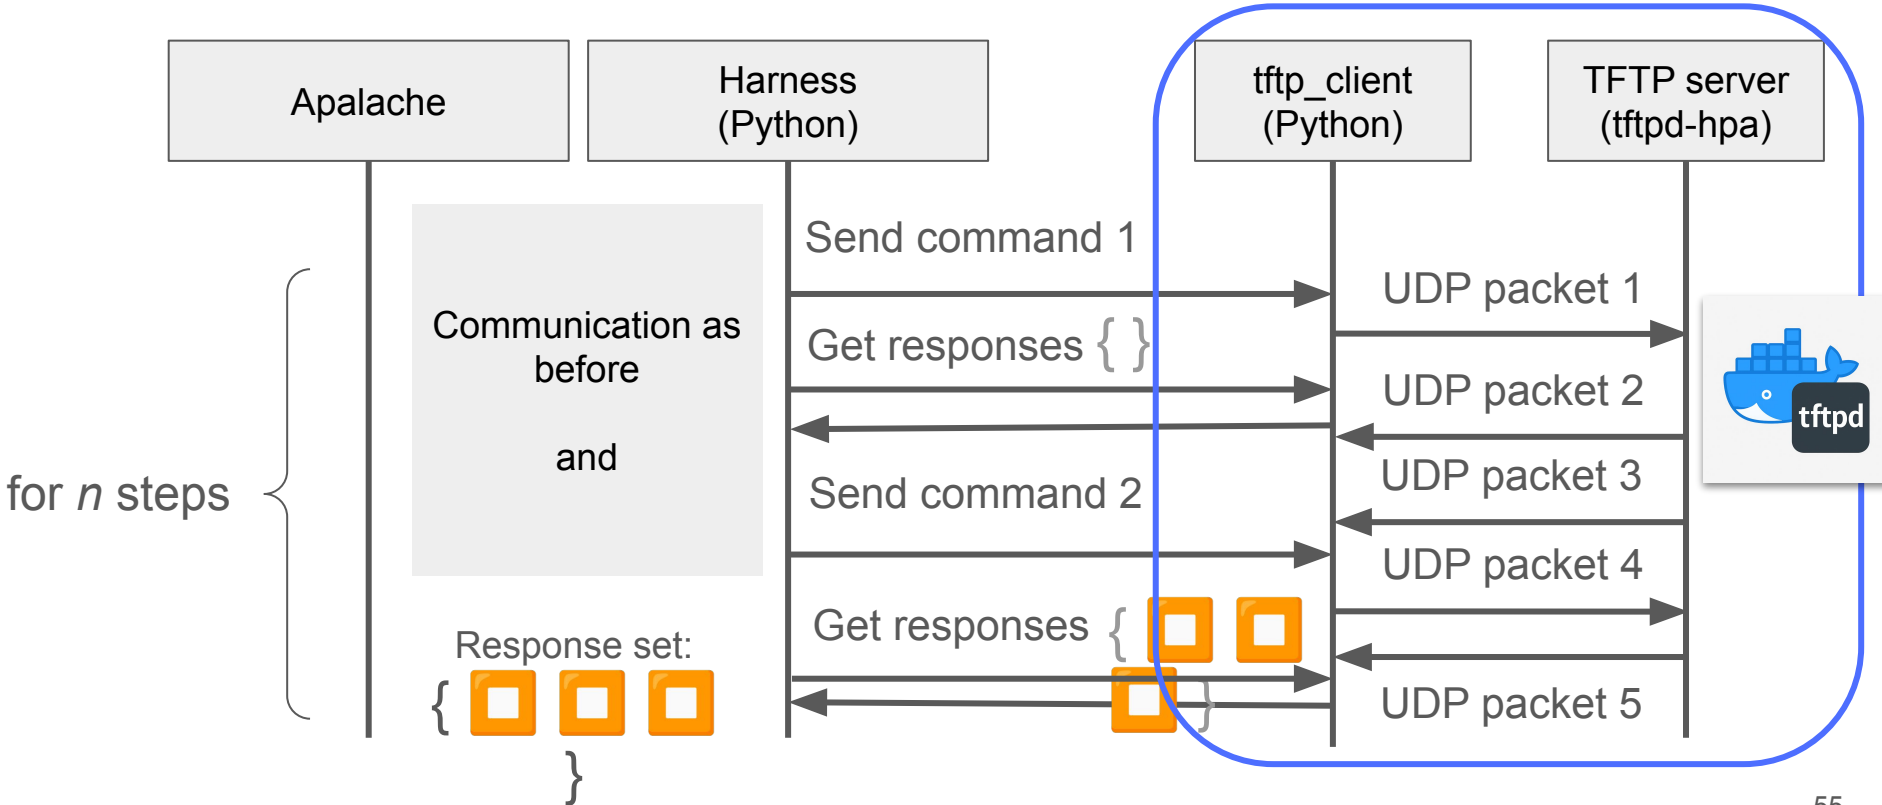 Apalache
Harness
(Python)
tftp_client
(Python)
TFTP server
(tftpd-hpa)
Send command 1
UDP packet 1
Communication as
before
and
Get responses { }
UDP packet 2
tftpd
UDP packet 3
for n steps
Send command 2
UDP packet 4
Get responses {
}
Response set:
{
}
UDP packet 5
55